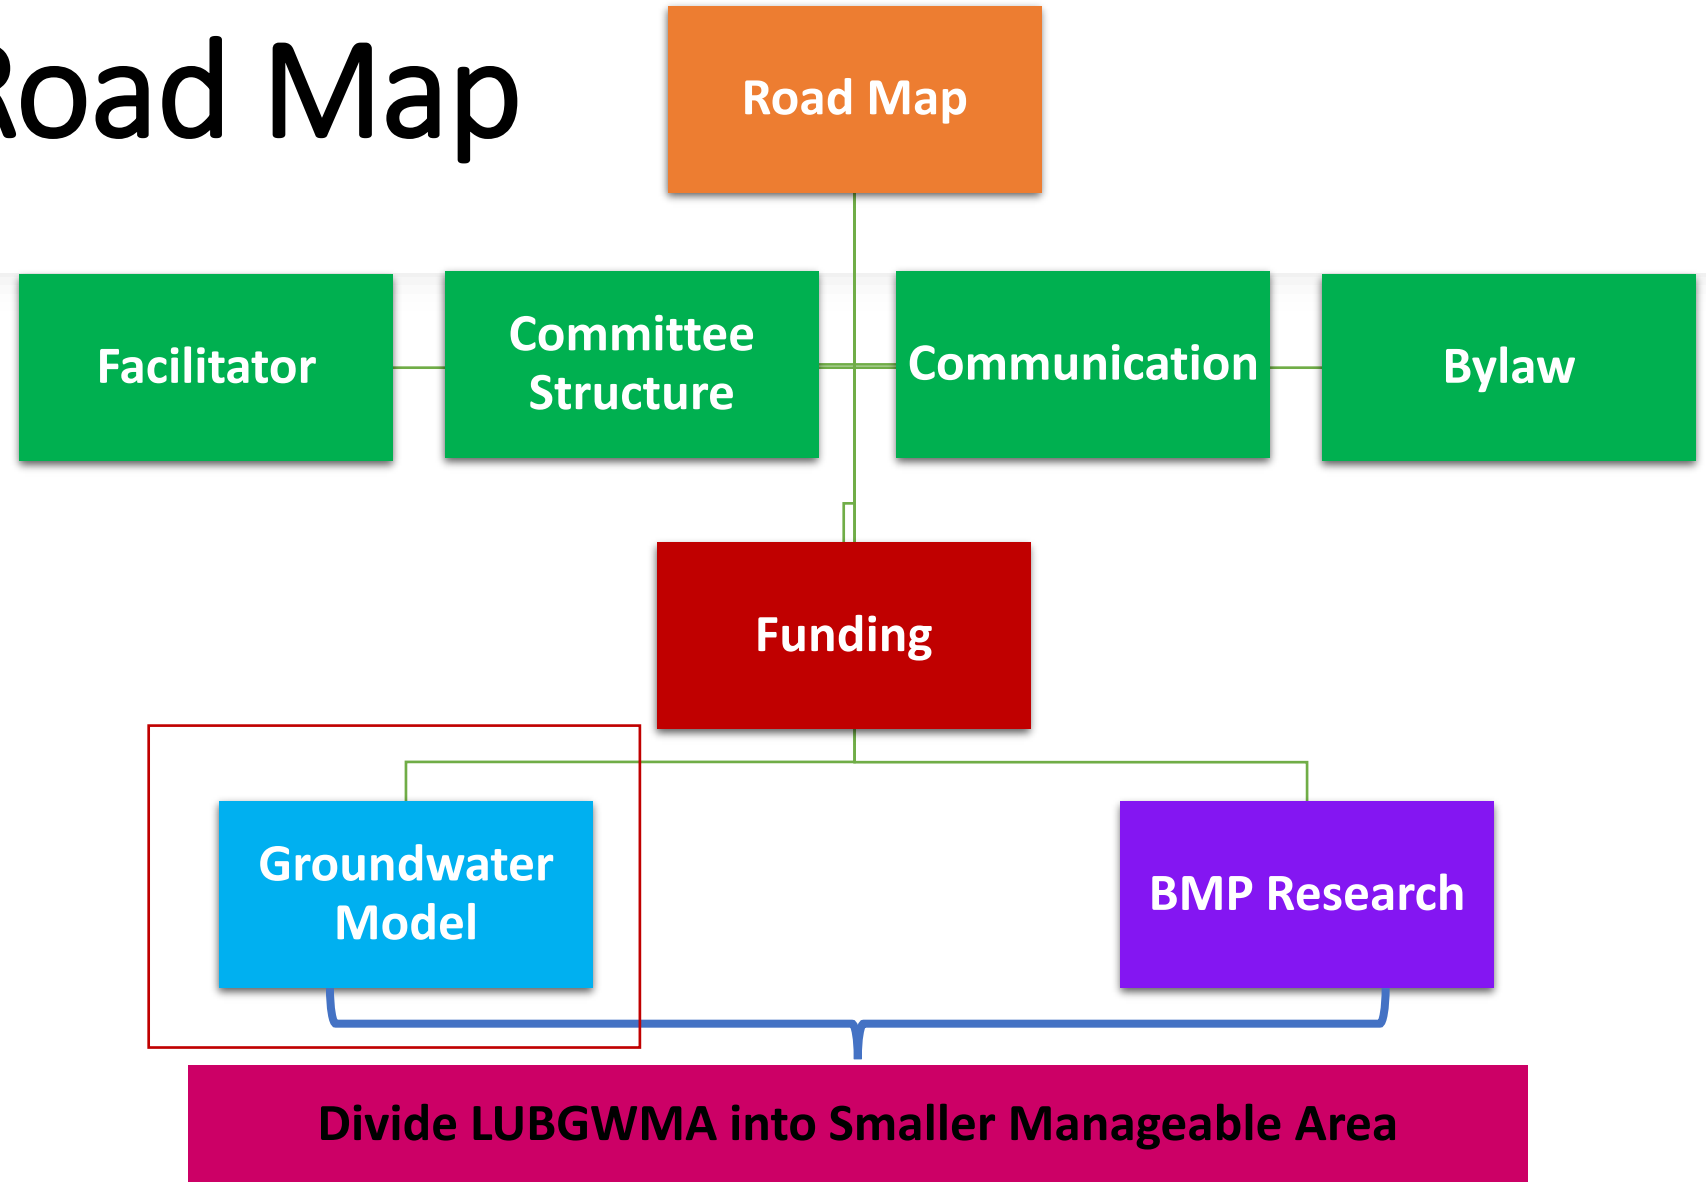 Road Map
Road Map
Facilitator
Committee
Structure
Communication
Bylaw
Funding
Groundwater
Model
BMP Research
Divide LUBGWMA into Smaller Manageable Area